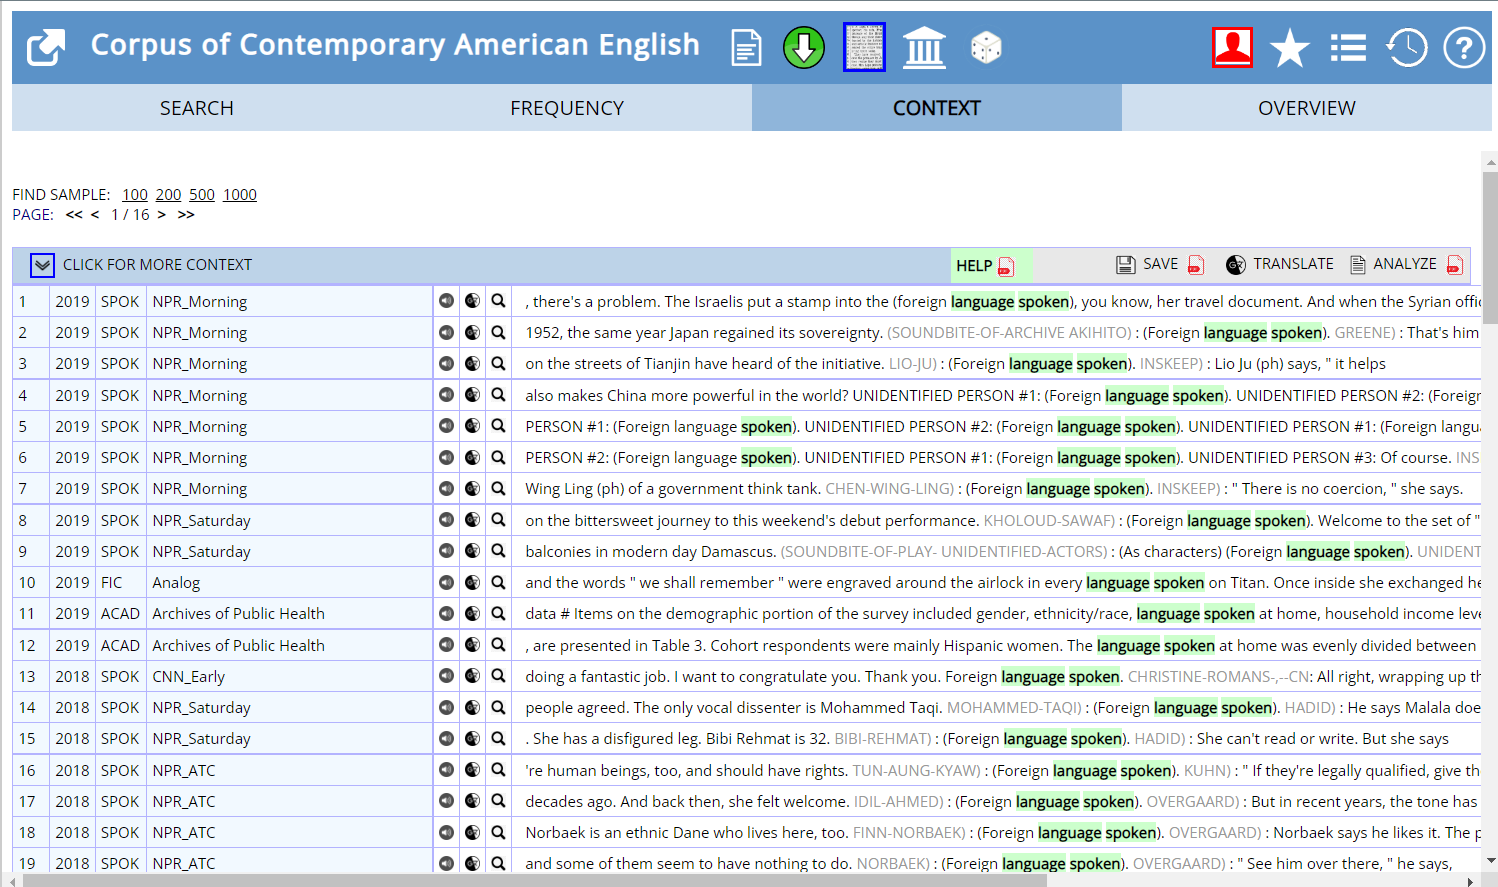 Corpus of Contemporary American English
SEARCH FREQUENCY CONTEXT OVERVIEW
FIND SAMPLE: 100 200 500 1000
PAGE: << < 1 / 16 > >>
CLICK FOR MORE CONTEXT HELP SAVE TRANSLATE ANALYZE
1 2019 SPOK NPR_Morning , there's a problem. The Israelis put a stamp into the (foreign language spoken), you know, her travel document. And when the Syrian offic
2 2019 SPOK NPR_Morning 1952, the same year Japan regained its sovereignty. (SOUNDBITE-OF-ARCHIVE AKIHITO) : (Foreign language spoken). GREENE) : That's him
3 2019 SPOK NPR_Morning on the streets of Tianjin have heard of the initiative. LIO-JU) : (Foreign language spoken). INSKEEP) : Lio Ju (ph) says, " it helps
4 2019 SPOK NPR_Morning also makes China more powerful in the world? UNIDENTIFIED PERSON #1: (Foreign language spoken). UNIDENTIFIED PERSON #2: (Foreign
5 2019 SPOK NPR_Morning PERSON #1: (Foreign language spoken). UNIDENTIFIED PERSON #2: (Foreign language spoken). UNIDENTIFIED PERSON #1: (Foreign langu
6 2019 SPOK NPR_Morning PERSON #2: (Foreign language spoken). UNIDENTIFIED PERSON #1: (Foreign language spoken). UNIDENTIFIED PERSON #3: Of course. INS
7 2019 SPOK NPR_Morning Wing Ling (ph) of a government think tank. CHEN-WING-LING) : (Foreign language spoken). INSKEEP) : " There is no coercion, " she says.
8 2019 SPOK NPR_Saturday on the bittersweet journey to this weekend's debut performance. KHOLOUD-SAWAF) : (Foreign language spoken). Welcome to the set of "
9 2019 SPOK NPR_Saturday balconies in modern day Damascus. (SOUNDBITE-OF-PLAY- UNIDENTIFIED-ACTORS) : (As characters) (Foreign language spoken). UNIDENT
10 2019 FIC Analog and the words " we shall remember " were engraved around the airlock in every language spoken on Titan. Once inside she exchanged he
11 2019 ACAD Archives of Public Health data # Items on the demographic portion of the survey included gender, ethnicity/race, language spoken at home, household income leve
12 2019 ACAD Archives of Public Health , are presented in Table 3. Cohort respondents were mainly Hispanic women. The language spoken at home was evenly divided between
13 2018 SPOK CNN_Early doing a fantastic job. I want to congratulate you. Thank you. Foreign language spoken. CHRISTINE-ROMANS-,--CN: All right, wrapping up th
14 2018 SPOK NPR_Saturday people agreed. The only vocal dissenter is Mohammed Taqi. MOHAMMED-TAQI) : (Foreign language spoken). HADID) : He says Malala doe
15 2018 SPOK NPR_Saturday . She has a disfigured leg. Bibi Rehmat is 32. BIBI-REHMAT) : (Foreign language spoken). HADID) : She can't read or write. But she says
16 2018 SPOK NPR_ATC 're human beings, too, and should have rights. TUN-AUNG-KYAW) : (Foreign language spoken). KUHN) : " If they're legally qualified, give th
17 2018 SPOK NPR_ATC decades ago. And back then, she felt welcome. IDIL-AHMED) : (Foreign language spoken). OVERGAARD) : But in recent years, the tone has
18 2018 SPOK NPR_ATC Norbaek is an ethnic Dane who lives here, too. FINN-NORBAEK) : (Foreign language spoken). OVERGAARD) : Norbaek says he likes it. The p
19 2018 SPOK NPR_ATC and some of them seem to have nothing to do. NORBAEK) : (Foreign language spoken). OVERGAARD) : " See him over there, " he says,